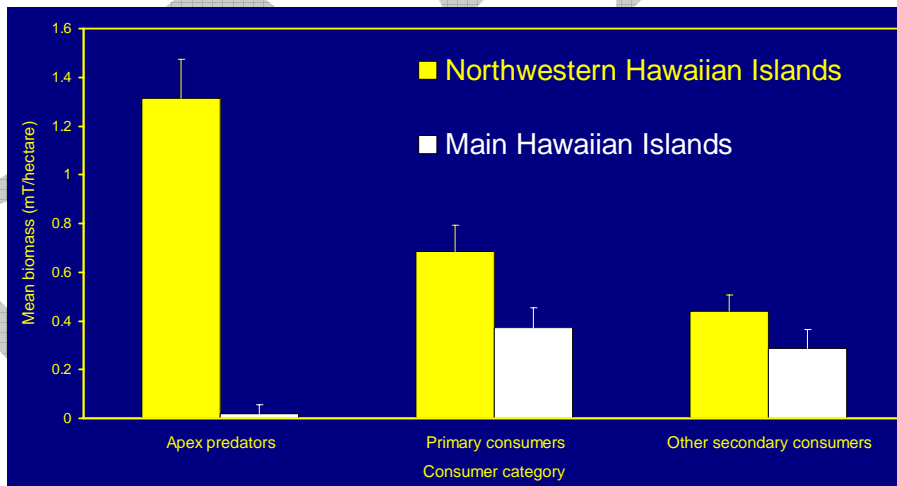 1.6
1.4
1.2
1
0.8
0.6
0.4
0.2
0
Mean biomass (mT/hectare)
Northwestern Hawaiian Islands
Main Hawaiian Islands
Apex predators Primary consumers Other secondary consumers
Consumer category